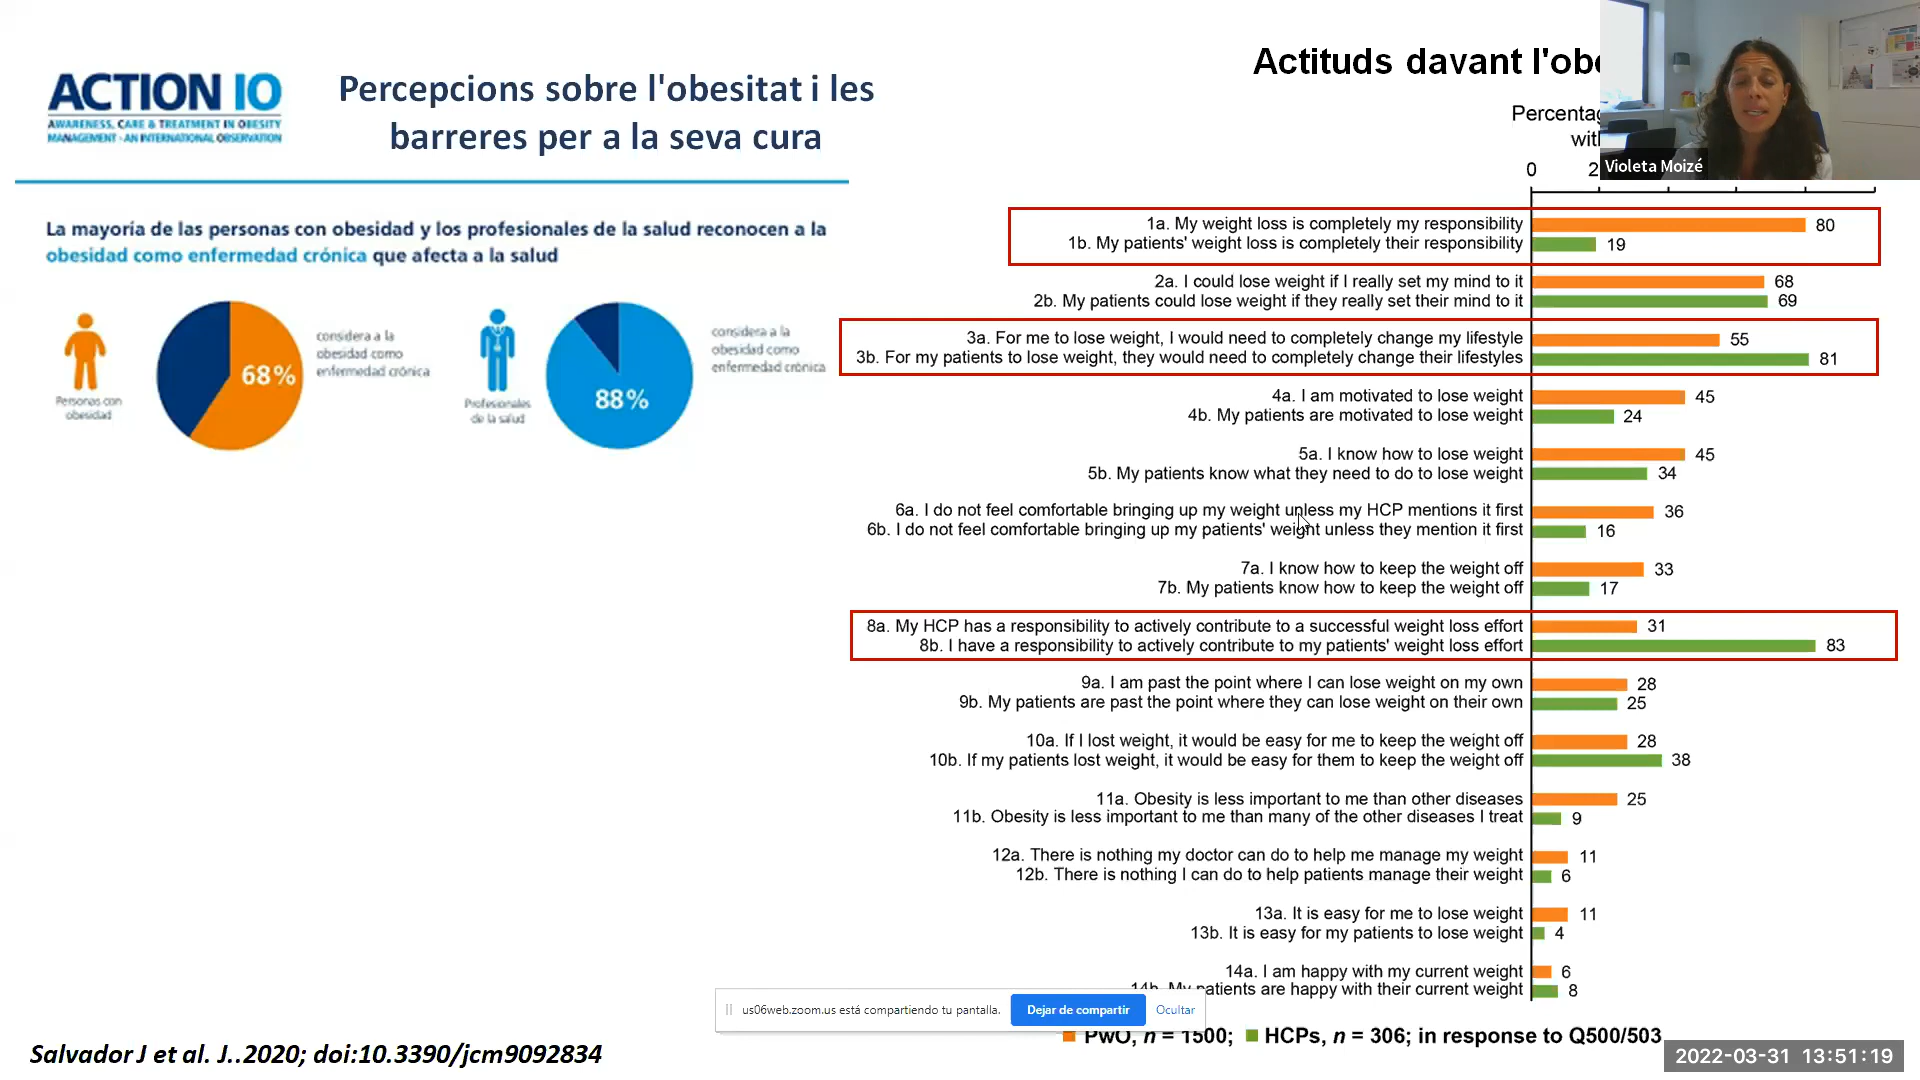 ACTION IO
AWARENESS, CARE & TREATMENT IN OBESITY
MANAGEMENT - AN INTERNATIONAL OBSERVATION
Percepcions sobre l'obesitat i les
barreres per a la seva cura
La mayoría de las personas con obesidad y los profesionales de la salud reconocen a la
obesidad como enfermedad crónica que afecta a la salud
Personas con
obesidad
68%
considera a la
obesidad como
enfermedad crónica
Profesionales
de la salud
88%
considera a la
obesidad como
enfermedad crónica
Actituds davant l'obe
Percentag
with
0 2
Violeta Moizé
1a. My weight loss is completely my responsibility 80
1b. My patients' weight loss is completely their responsibility 19
2a. I could lose weight if I really set my mind to it 68
2b. My patients could lose weight if they really set their mind to it 69
3a. For me to lose weight, I would need to completely change my lifestyle 55
3b. For my patients to lose weight, they would need to completely change their lifestyles 81
4a. I am motivated to lose weight 45
4b. My patients are motivated to lose weight 24
5a. I know how to lose weight 45
5b. My patients know what they need to do to lose weight 34
6a. I do not feel comfortable bringing up my weight unless my HCP mentions it first 36
6b. I do not feel comfortable bringing up my patients' weight unless they mention it first 16
7a. I know how to keep the weight off 33
7b. My patients know how to keep the weight off 17
8a. My HCP has a responsibility to actively contribute to a successful weight loss effort 31
8b. I have a responsibility to actively contribute to my patients' weight loss effort 83
9a. I am past the point where I can lose weight on my own 28
9b. My patients are past the point where they can lose weight on their own 25
10a. If I lost weight, it would be easy for me to keep the weight off 28
10b. If my patients lost weight, it would be easy for them to keep the weight off 38
11a. Obesity is less important to me than other diseases 25
11b. Obesity is less important to me than many of the other diseases I treat 9
12a. There is nothing my doctor can do to help me manage my weight 11
12b. There is nothing I can do to help patients manage their weight 6
13a. It is easy for me to lose weight 11
13b. It is easy for my patients to lose weight 4
14a. I am happy with my current weight 6
14b. My patients are happy with their current weight 8
us06web.zoom.us está compartiendo tu pantalla. Dejar de compartir Ocultar
PwO, n = 1500; HCPs, n = 306; in response to Q500/503
Salvador J et al. J..2020; doi:10.3390/jcm9092834
2022-03-31 13:51:19